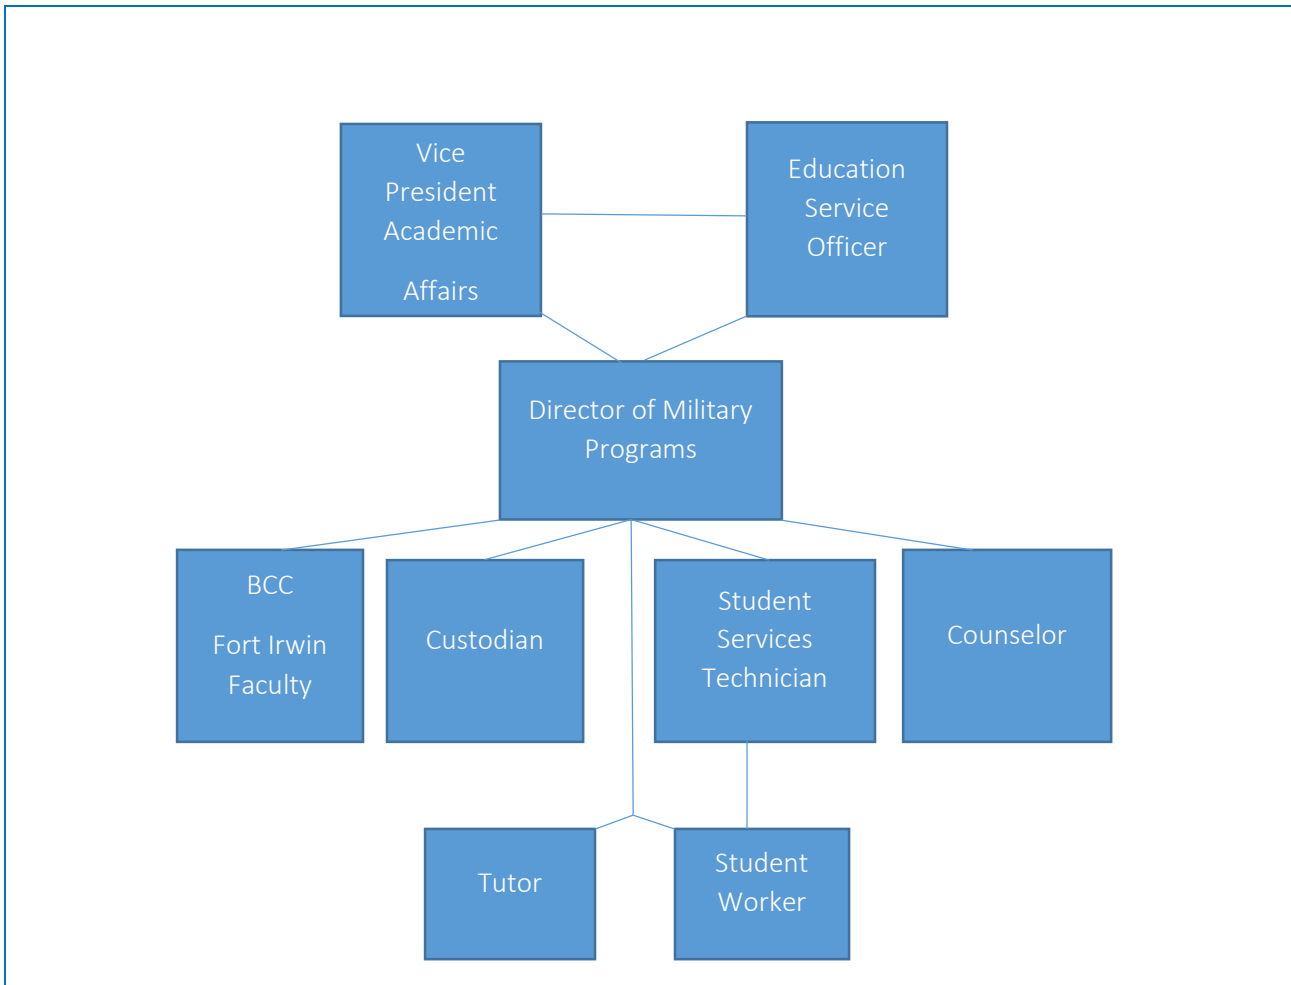 Vice
President
Academic
Affairs
Education
Service
Officer
Director of Military
Programs
BCC
Fort Irwin
Faculty
Custodian
Student
Services
Technician
Counselor
Tutor
Student
Worker